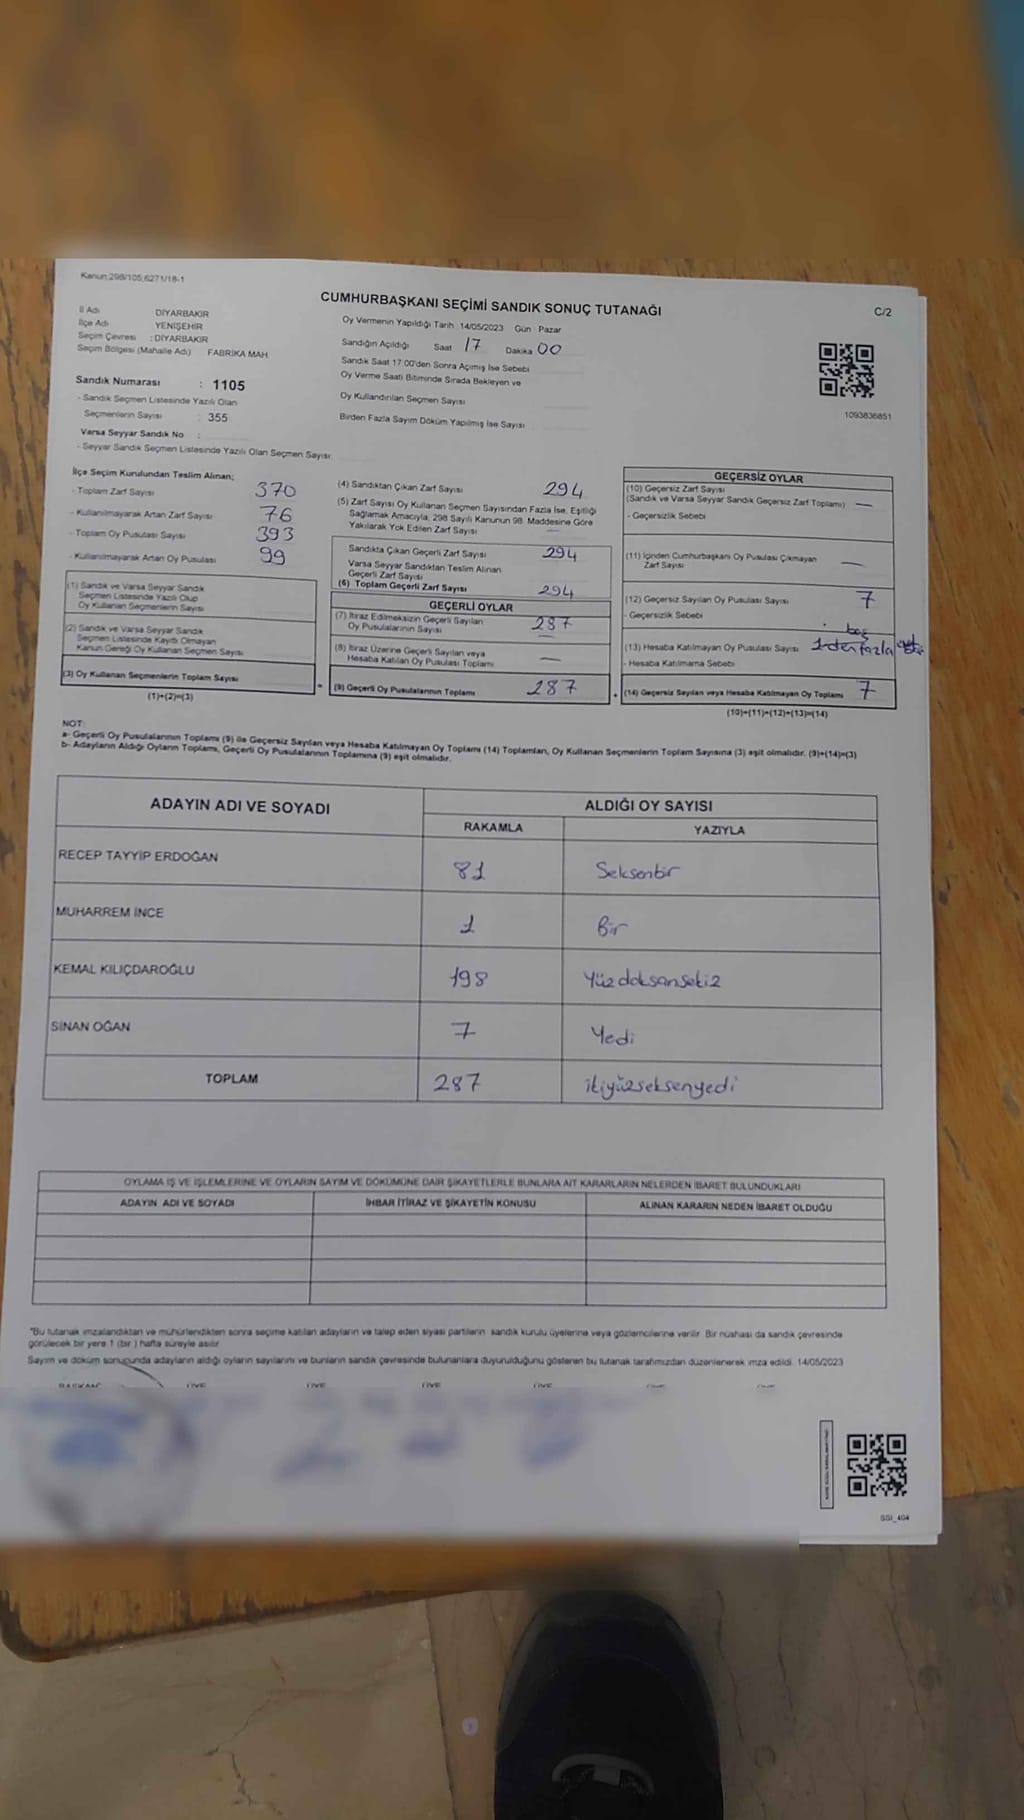 Kanun:298/105;6271/18-1
CUMHURBAŞKANI SEÇİMİ SANDIK SONUÇ TUTANAĞI
C/2
İl Adı DİYARBAKIR
İlçe Adı YENİŞEHİR
Seçim Çevresi : DİYARBAKIR
Seçim Bölgesi (Mahalle Adı) FABRIKA MAH
Sandık Numarası : 1105
- Sandık Seçmen Listesinde Yazılı Olan
Seçmenlerin Sayısı : 355
Varsa Seyyar Sandık No :
- Seyyar Sandık Seçmen Listesinde Yazılı Olan Seçmen Sayısı:
Oy Vermenin Yapıldığı Tarih 14/05/2023 Gün Pazar
Sandığın Açıldığı Saat 17 Dakika 00
Sandık Saat 17:00'den Sonra Açımış İse Sebebi
Oy Verme Saati Bitiminde Sırada Bekleyen ve
Oy Kullandırılan Seçmen Sayısı
Birden Fazla Sayım Döküm Yapılmış İse Sayısı
1093836851
İlçe Seçim Kurulundan Teslim Alınan;
- Toplam Zarf Sayısı 370
- Kullanılmayarak Artan Zarf Sayısı 76
- Toplam Oy Pusulası Sayısı 393
- Kullanılmayarak Artan Oy Pusulası 99
(1) Sandık ve Varsa Seyyar Sandık
Seçmen Listesinde Yazılı Olup
Oy Kullanan Seçmenlerin Sayısı
(2) Sandık ve Varsa Seyyar Sandık
Seçmen Listesinde Kayıtlı Olmayan
Kanun Gereği Oy Kullanan Seçmen Sayısı
(3) Oy Kullanan Seçmenlerin Toplam Sayısı
(1)+(2)=(3)
(4) Sandıktan Çıkan Zarf Sayısı 294
(5) Zarf Sayısı Oy Kullanan Seçmen Sayısından Fazla İse, Eşitliği
Sağlamak Amacıyla, 298 Sayılı Kanunun 98. Maddesine Göre
Yakılarak Yok Edilen Zarf Sayısı —
Sandıkta Çıkan Geçerli Zarf Sayısı 294
Varsa Seyyar Sandıktan Teslim Alınan
Geçerli Zarf Sayısı
(6) Toplam Geçerli Zarf Sayısı 294
GEÇERLİ OYLAR
(7) İtiraz Edilmeksizin Geçerli Sayılan
Oy Pusulalarının Sayısı 287
(8) İtiraz Üzerine Geçerli Sayılan veya
Hesaba Katılan Oy Pusulası Toplamı —
= (9) Geçerli Oy Pusulalarının Toplamı 287
GEÇERSİZ OYLAR
(10) Geçersiz Zarf Sayısı
(Sandık ve Varsa Seyyar Sandık Geçersiz Zarf Toplamı) —
- Geçersizlik Sebebi
(11) İçinden Cumhurbaşkanı Oy Pusulası Çıkmayan
Zarf Sayısı —
(12) Geçersiz Sayılan Oy Pusulası Sayısı 7
- Geçersizlik Sebebi
boş
(13) Hesaba Katılmayan Oy Pusulası Sayısı 1 den fazla
- Hesaba Katılmama Sebebi
+ (14) Geçersiz Sayılan veya Hesaba Katılmayan Oy Toplamı 7
(10)+(11)+(12)+(13)=(14)
NOT:
a- Geçerli Oy Pusulalarının Toplamı (9) ile Geçersiz Sayılan veya Hesaba Katılmayan Oy Toplamı (14) Toplamları, Oy Kullanan Seçmenlerin Toplam Sayısına (3) eşit olmalıdır. (9)+(14)=(3)
b- Adayların Aldığı Oyların Toplamı, Geçerli Oy Pusulalarının Toplamına (9) eşit olmalıdır.
ADAYIN ADI VE SOYADI ALDIĞI OY SAYISI
RAKAMLA YAZIYLA
RECEP TAYYİP ERDOĞAN 81 Seksenbir
MUHARREM İNCE 1 Bir
KEMAL KILIÇDAROĞLU 198 Yüzdoksansekiz
SİNAN OĞAN 7 Yedi
TOPLAM 287 ikiyüzseksenyedi
OYLAMA İŞ VE İŞLEMLERİNE VE OYLARIN SAYIM VE DÖKÜMÜNE DAİR ŞİKAYETLERLE BUNLARA AİT KARARLARIN NELERDEN İBARET BULUNDUKLARI
ADAYIN ADI VE SOYADI İHBAR İTİRAZ VE ŞİKAYETİN KONUSU ALINAN KARARIN NEDEN İBARET OLDUĞU
*Bu tutanak imzalandıktan ve mühürlendikten sonra seçime katılan adayların ve talep eden siyasi partilerin sandık kurulu üyelerine veya gözlemcilerine verilir. Bir nüshası da sandık çevresinde
görülecek bir yere 1 (bir ) hafta süreyle asılır
Sayım ve döküm sonucunda adayların aldığı oyların sayılarını ve bunların sandık çevresinde bulunanlara duyurulduğunu gösteren bu tutanak tarafımızdan düzenlenerek imza edildi. 14/05/2023
BAŞKAN ÜYE ÜYE ÜYE ÜYE ÜYE ÜYE
SSI_404